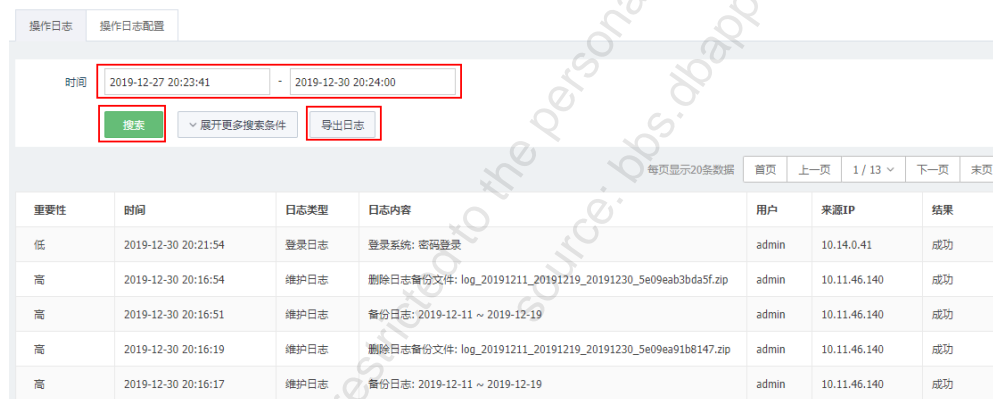 操作日志 操作日志配置
时间 2019-12-27 20:23:41 - 2019-12-30 20:24:00
搜索 展开更多搜索条件 导出日志
每页显示20条数据 首页 上一页 1 / 13 下一页 末页
重要性 时间 日志类型 日志内容 用户 来源IP 结果
低 2019-12-30 20:21:54 登录日志 登录系统: 密码登录 admin 10.14.0.41 成功
高 2019-12-30 20:16:54 维护日志 删除日志备份文件: log_20191211_20191219_20191230_5e09eab3bda5f.zip admin 10.11.46.140 成功
高 2019-12-30 20:16:51 维护日志 备份日志: 2019-12-11 ~ 2019-12-19 admin 10.11.46.140 成功
高 2019-12-30 20:16:19 维护日志 删除日志备份文件: log_20191211_20191219_20191230_5e09ea91b8147.zip admin 10.11.46.140 成功
高 2019-12-30 20:16:17 维护日志 备份日志: 2019-12-11 ~ 2019-12-19 admin 10.11.46.140 成功
restricted to the persona
source: bbs.dbapp